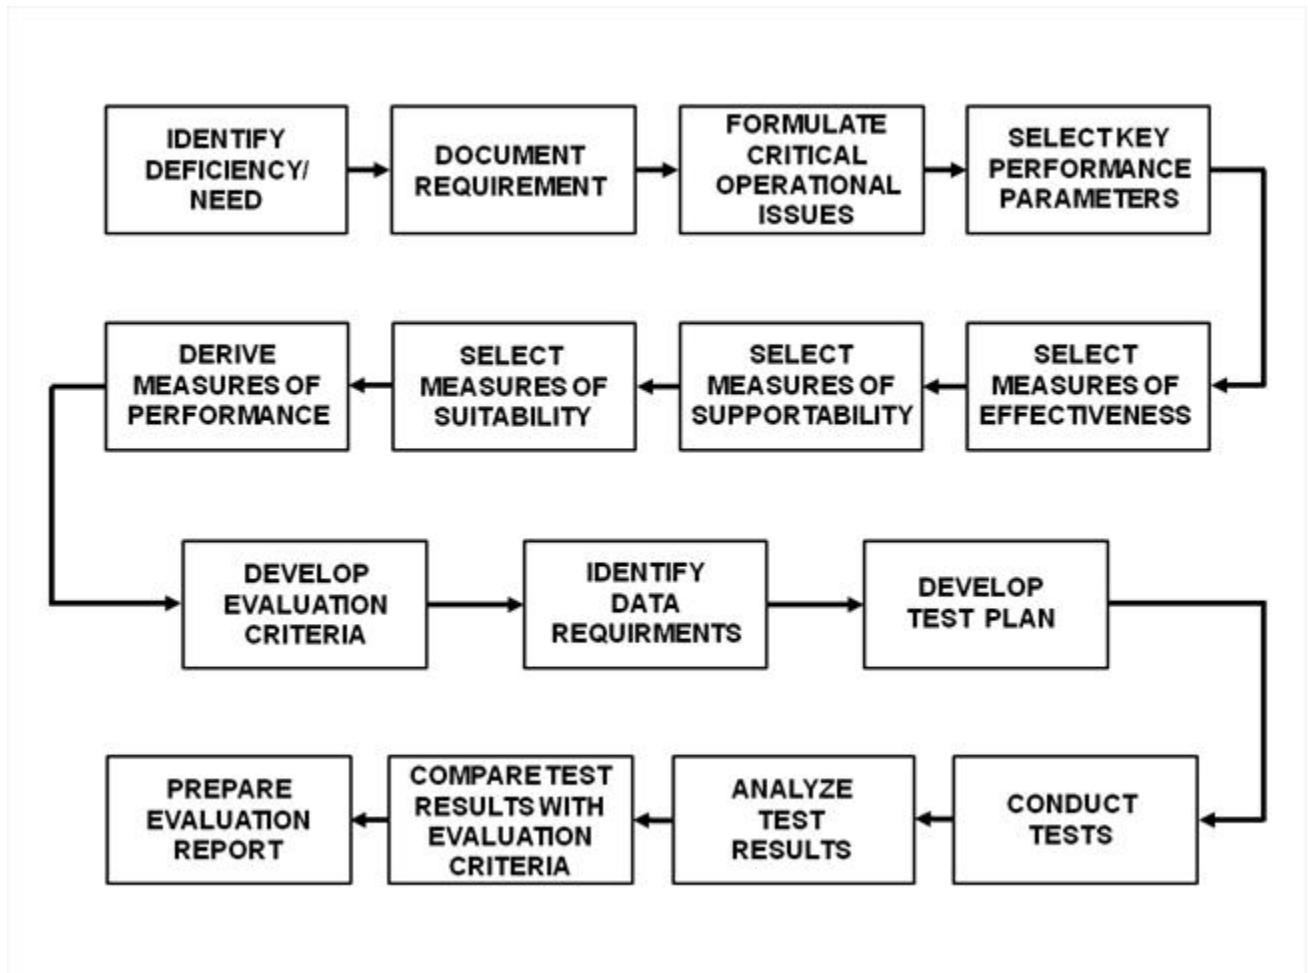 IDENTIFY
DEFICIENCY/
NEED
DOCUMENT
REQUIREMENT
FORMULATE
CRITICAL
OPERATIONAL
ISSUES
SELECT KEY
PERFORMANCE
PARAMETERS
SELECT
MEASURES OF
EFFECTIVENESS
SELECT
MEASURES OF
SUPPORTABILITY
SELECT
MEASURES OF
SUITABILITY
DERIVE
MEASURES OF
PERFORMANCE
DEVELOP
EVALUATION
CRITERIA
IDENTIFY
DATA
REQUIRMENTS
DEVELOP
TEST PLAN
CONDUCT
TESTS
ANALYZE
TEST
RESULTS
COMPARE TEST
RESULTS WITH
EVALUATION
CRITERIA
PREPARE
EVALUATION
REPORT